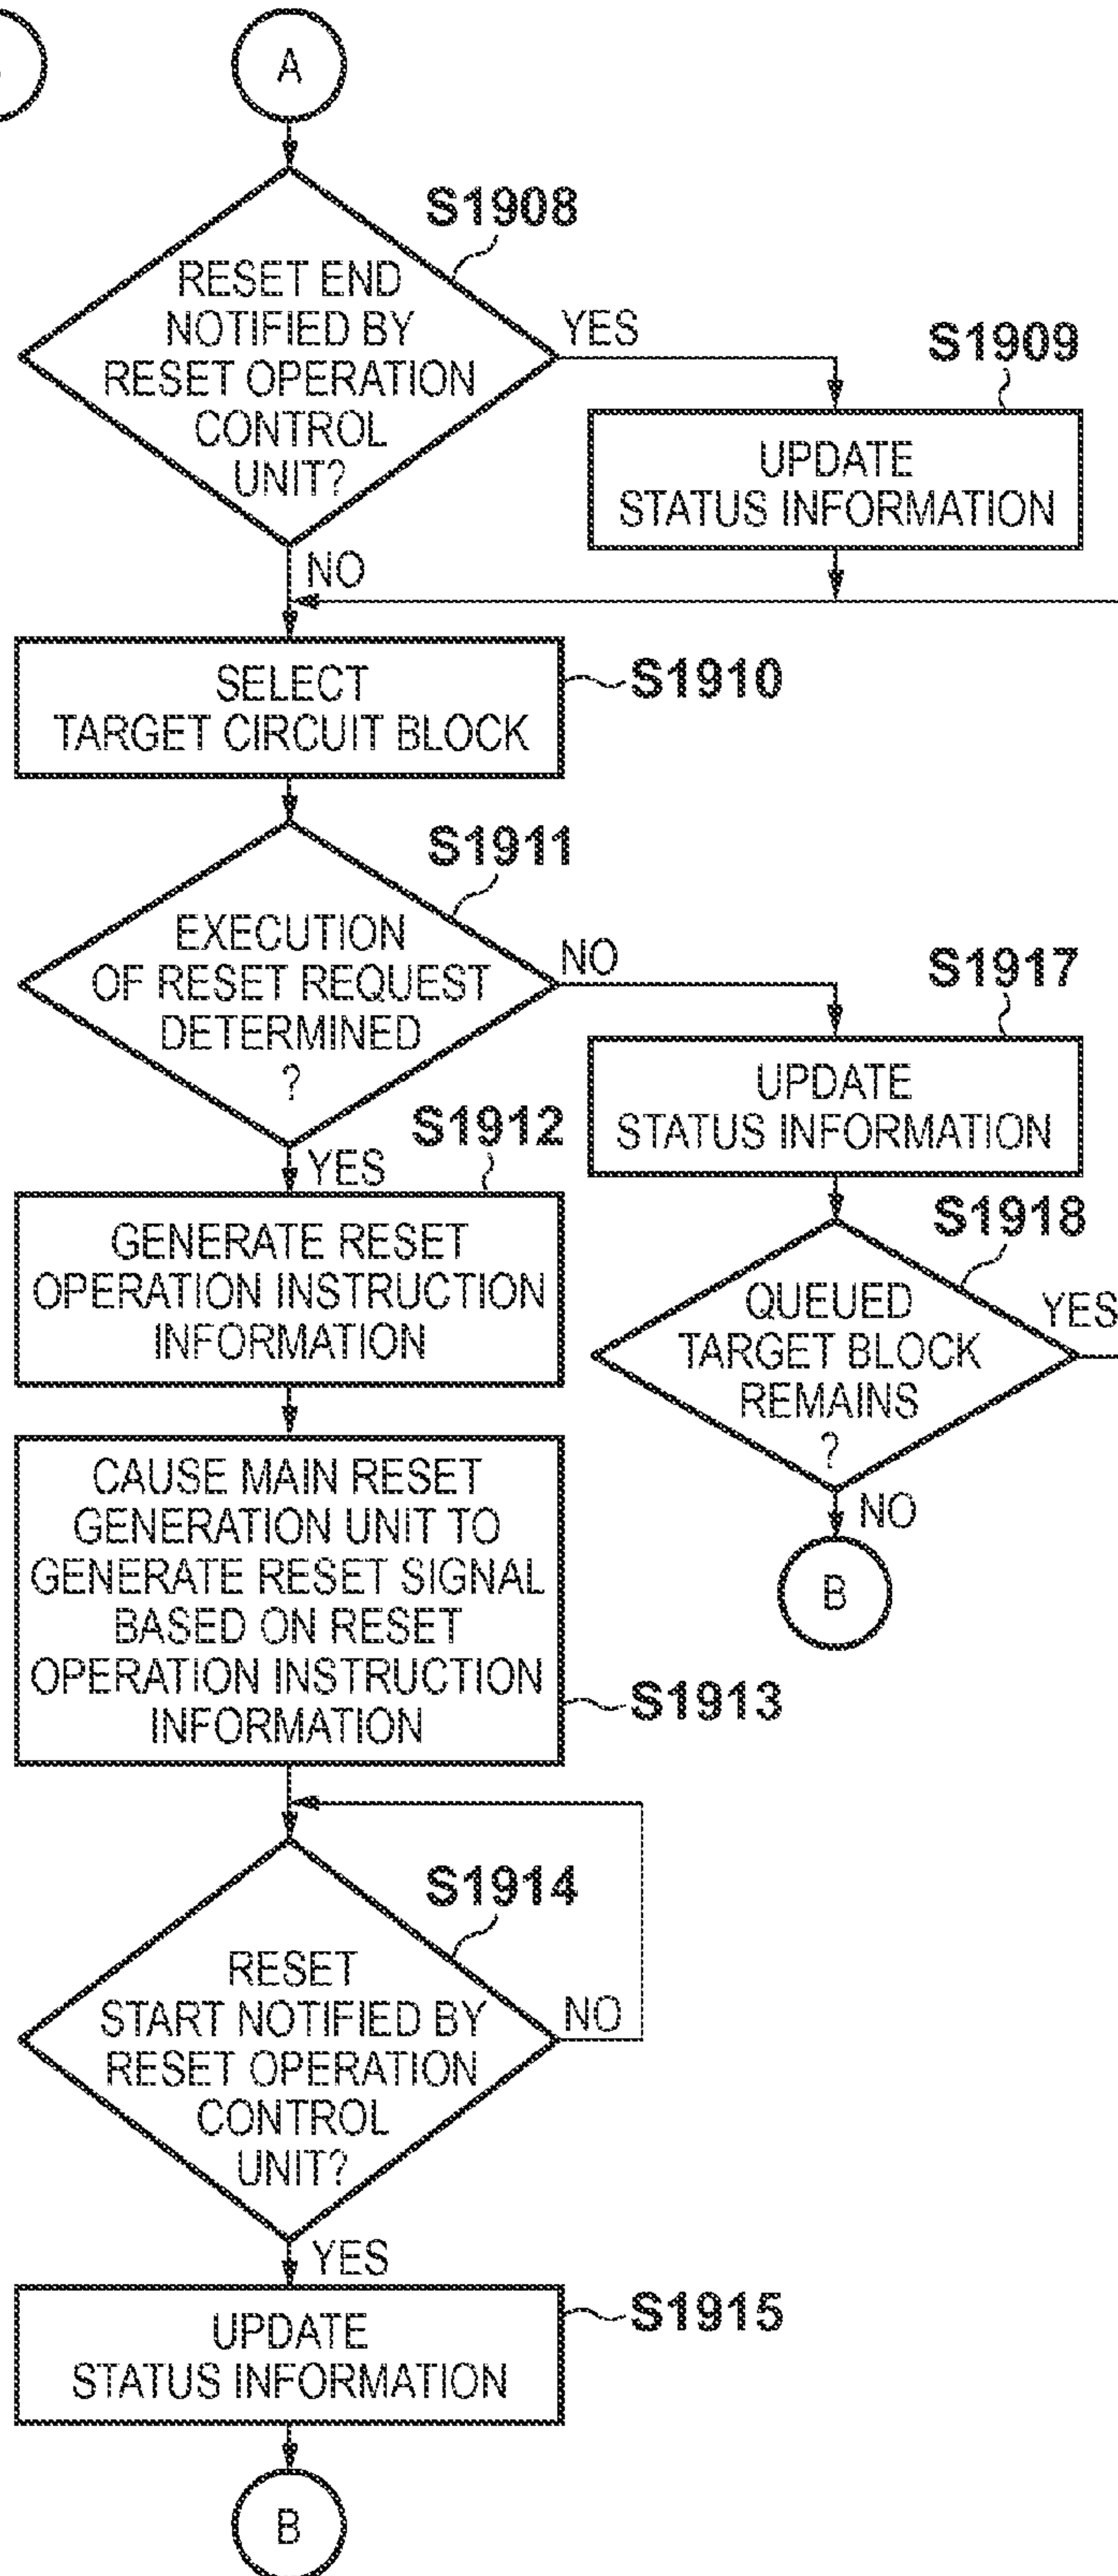 A
S1908
RESET END
NOTIFIED BY
RESET OPERATION
CONTROL
UNIT?
YES
S1909
UPDATE
STATUS INFORMATION
NO
SELECT
TARGET CIRCUIT BLOCK
S1910
S1911
EXECUTION
OF RESET REQUEST
DETERMINED
?
NO
S1917
UPDATE
STATUS INFORMATION
YES
S1912
GENERATE RESET
OPERATION INSTRUCTION
INFORMATION
S1918
QUEUED
TARGET BLOCK
REMAINS
?
YES
NO
B
CAUSE MAIN RESET
GENERATION UNIT TO
GENERATE RESET SIGNAL
BASED ON RESET
OPERATION INSTRUCTION
INFORMATION
S1913
S1914
RESET
START NOTIFIED BY
RESET OPERATION
CONTROL
UNIT?
NO
YES
UPDATE
STATUS INFORMATION
S1915
B